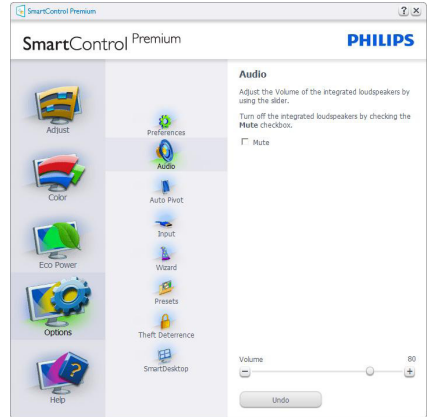 SmartControl Premium
? ×
SmartControl Premium
PHILIPS
Adjust
Color
Eco Power
Options
Help
Preferences
Audio
Auto Pivot
Input
Wizard
Presets
Theft Deterrence
SmartDesktop
Audio
Adjust the Volume of the integrated loudspeakers by
using the slider.
Turn off the integrated loudspeakers by checking the
Mute checkbox.
Mute
Volume 80
Undo